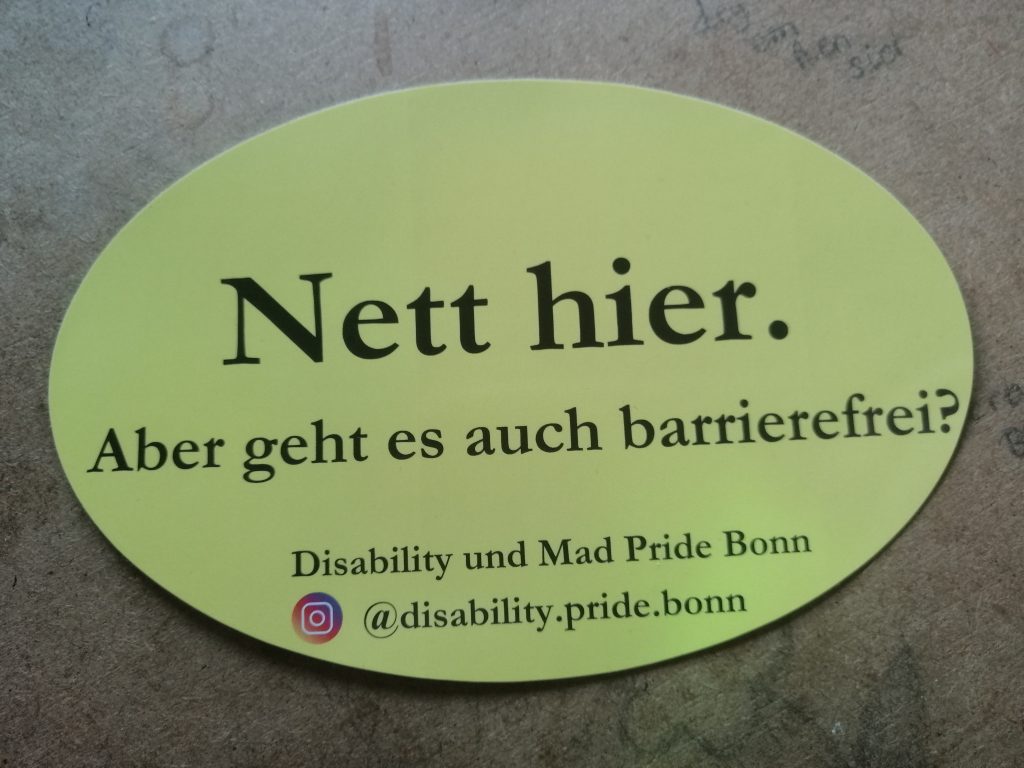 Nett hier.
Aber geht es auch barrierefrei?
Disability und Mad Pride Bonn
@disability.pride.bonn